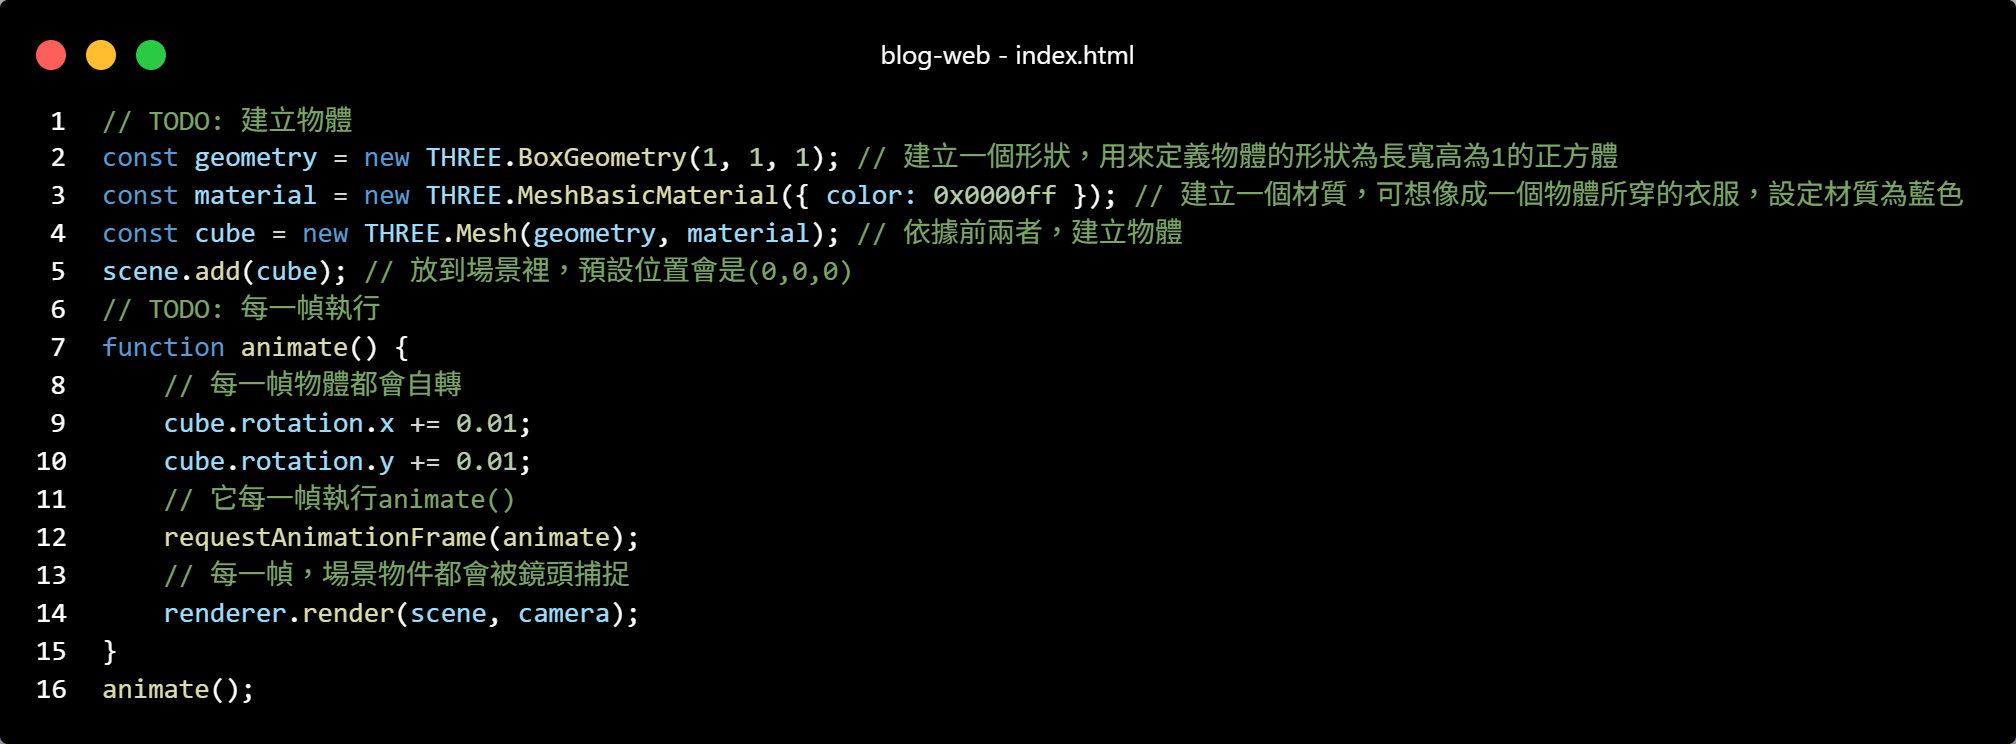 blog-web - index.html
1 // TODO: 建立物體
2 const geometry = new THREE.BoxGeometry(1, 1, 1); // 建立一個形狀，用來定義物體的形狀為長寬高為1的正方體
3 const material = new THREE.MeshBasicMaterial({ color: 0x0000ff }); // 建立一個材質，可想像成一個物體所穿的衣服，設定材質為藍色
4 const cube = new THREE.Mesh(geometry, material); // 依據前兩者，建立物體
5 scene.add(cube); // 放到場景裡，預設位置會是(0,0,0)
6 // TODO: 每一幀執行
7 function animate() {
8     // 每一幀物體都會自轉
9     cube.rotation.x += 0.01;
10     cube.rotation.y += 0.01;
11     // 它每一幀執行animate()
12     requestAnimationFrame(animate);
13     // 每一幀，場景物件都會被鏡頭捕捉
14     renderer.render(scene, camera);
15 }
16 animate();